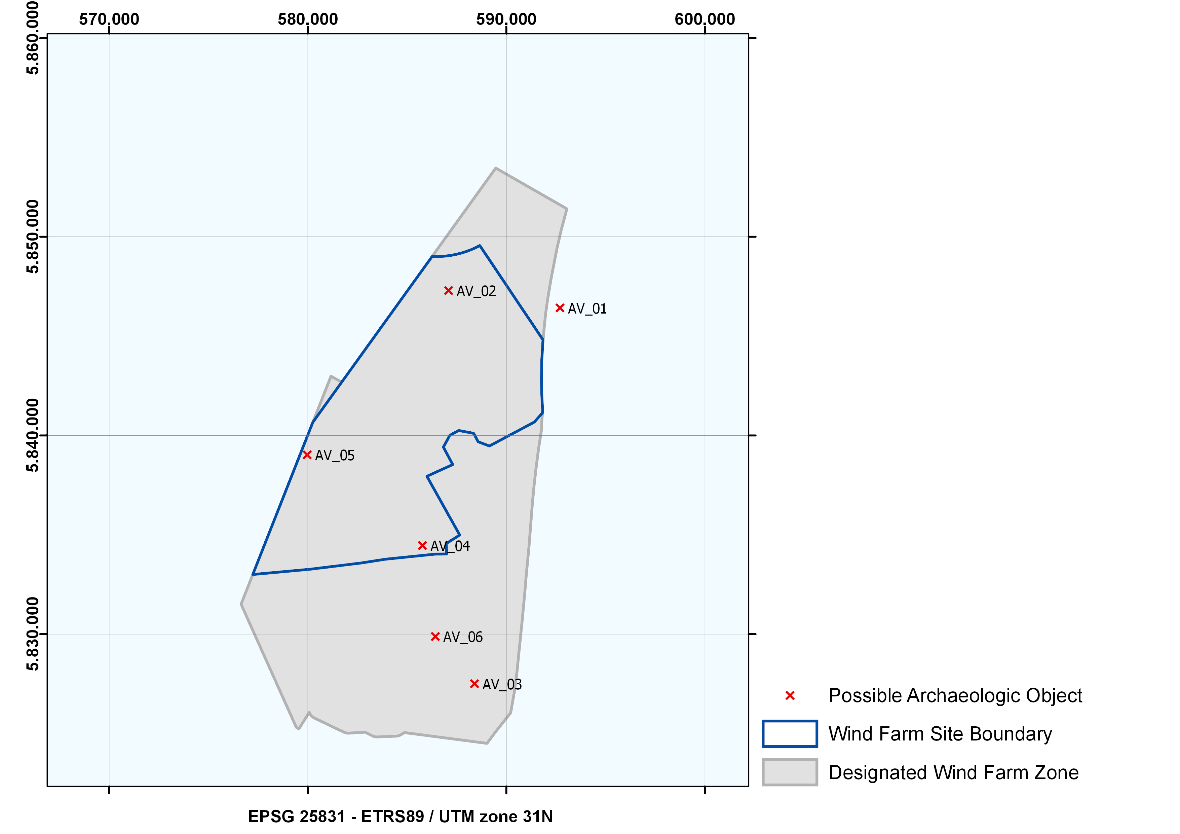 570.000 580.000 590.000 600.000
5.860.000
5.850.000
5.840.000
5.830.000
AV_02
AV_01
AV_05
AV_04
AV_06
AV_03
Possible Archaeologic Object
Wind Farm Site Boundary
Designated Wind Farm Zone
EPSG 25831 - ETRS89 / UTM zone 31N